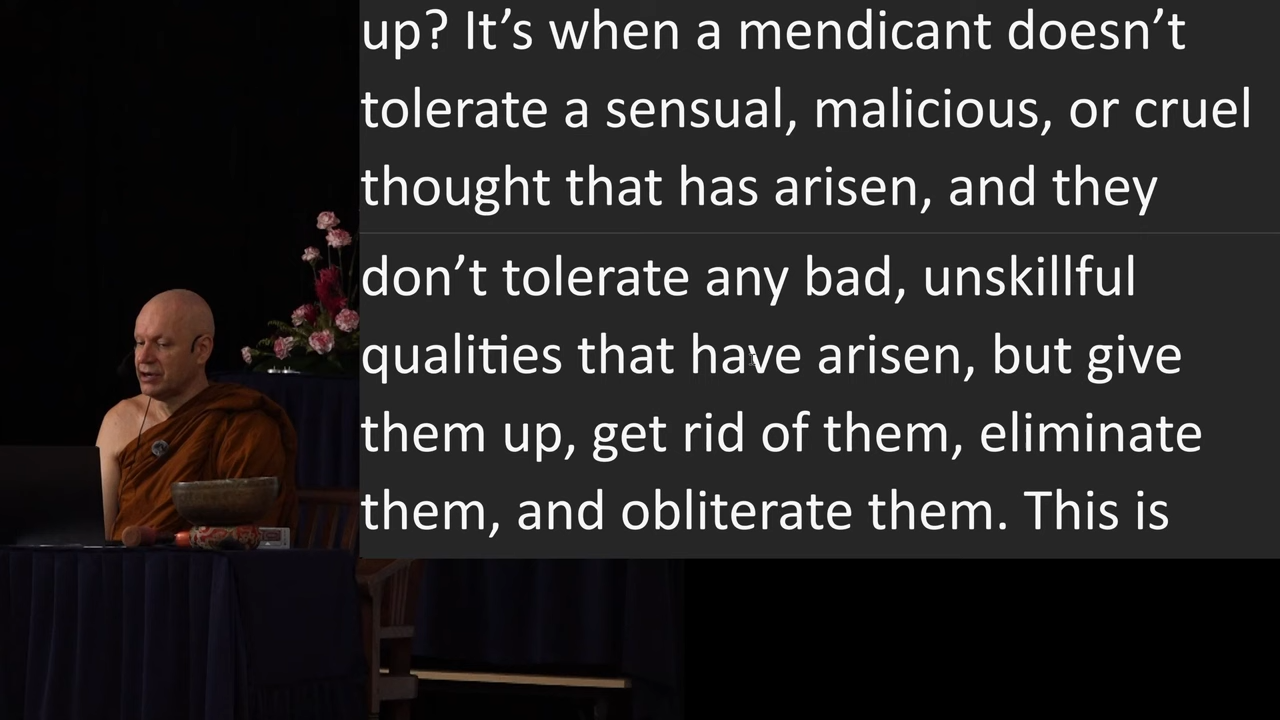 up? It’s when a mendicant doesn’t
tolerate a sensual, malicious, or cruel
thought that has arisen, and they
don’t tolerate any bad, unskillful
qualities that have arisen, but give
them up, get rid of them, eliminate
them, and obliterate them. This is